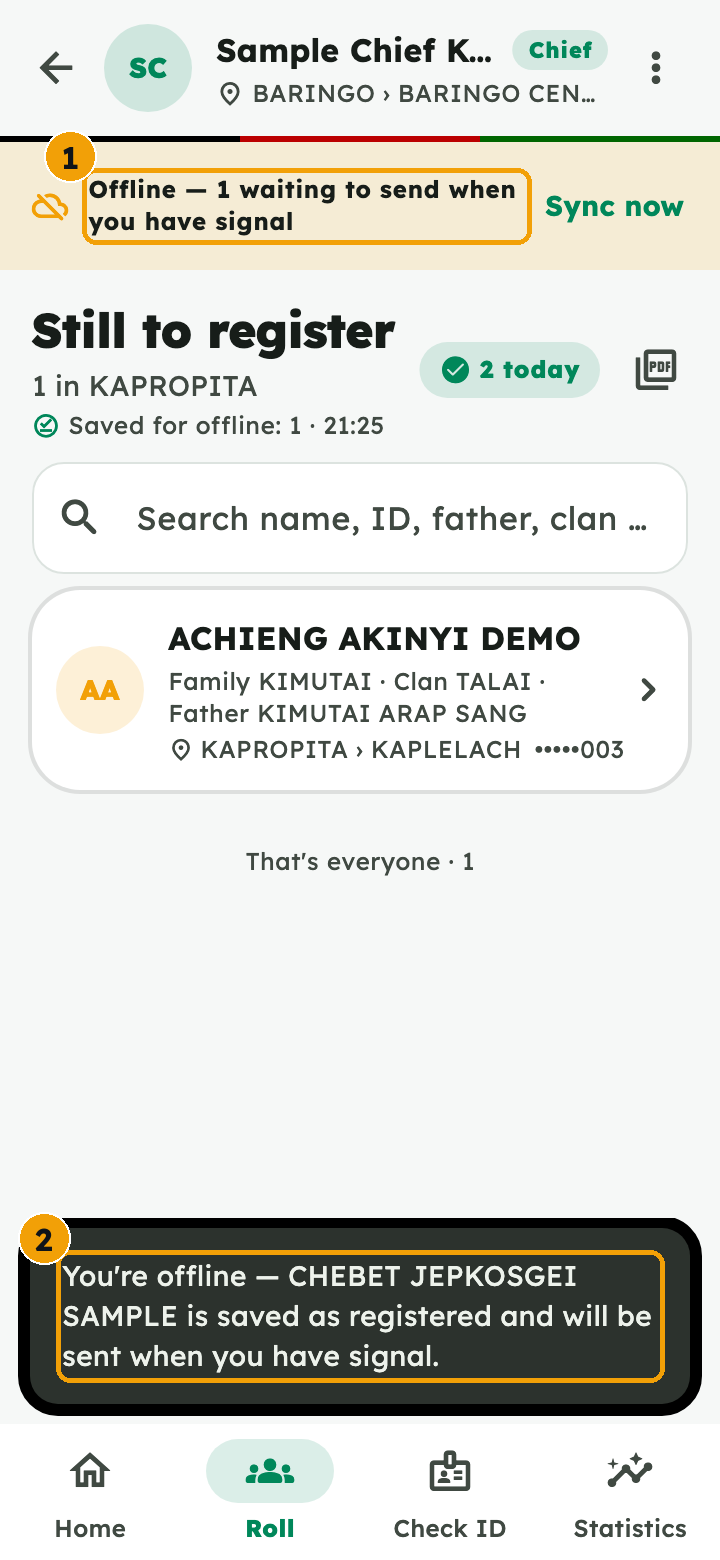 SC
Sample Chief K...
Chief
BARINGO › BARINGO CEN...
1
Offline — 1 waiting to send when
you have signal
Sync now
Still to register
1 in KAPROPITA
Saved for offline: 1 · 21:25
2 today
PDF
Search name, ID, father, clan ...
AA
ACHIENG AKINYI DEMO
Family KIMUTAI · Clan TALAI ·
Father KIMUTAI ARAP SANG
KAPROPITA › KAPLELACH •••••003
That's everyone · 1
2
You're offline — CHEBET JEPKOSGEI
SAMPLE is saved as registered and will be
sent when you have signal.
Home
Roll
Check ID
Statistics